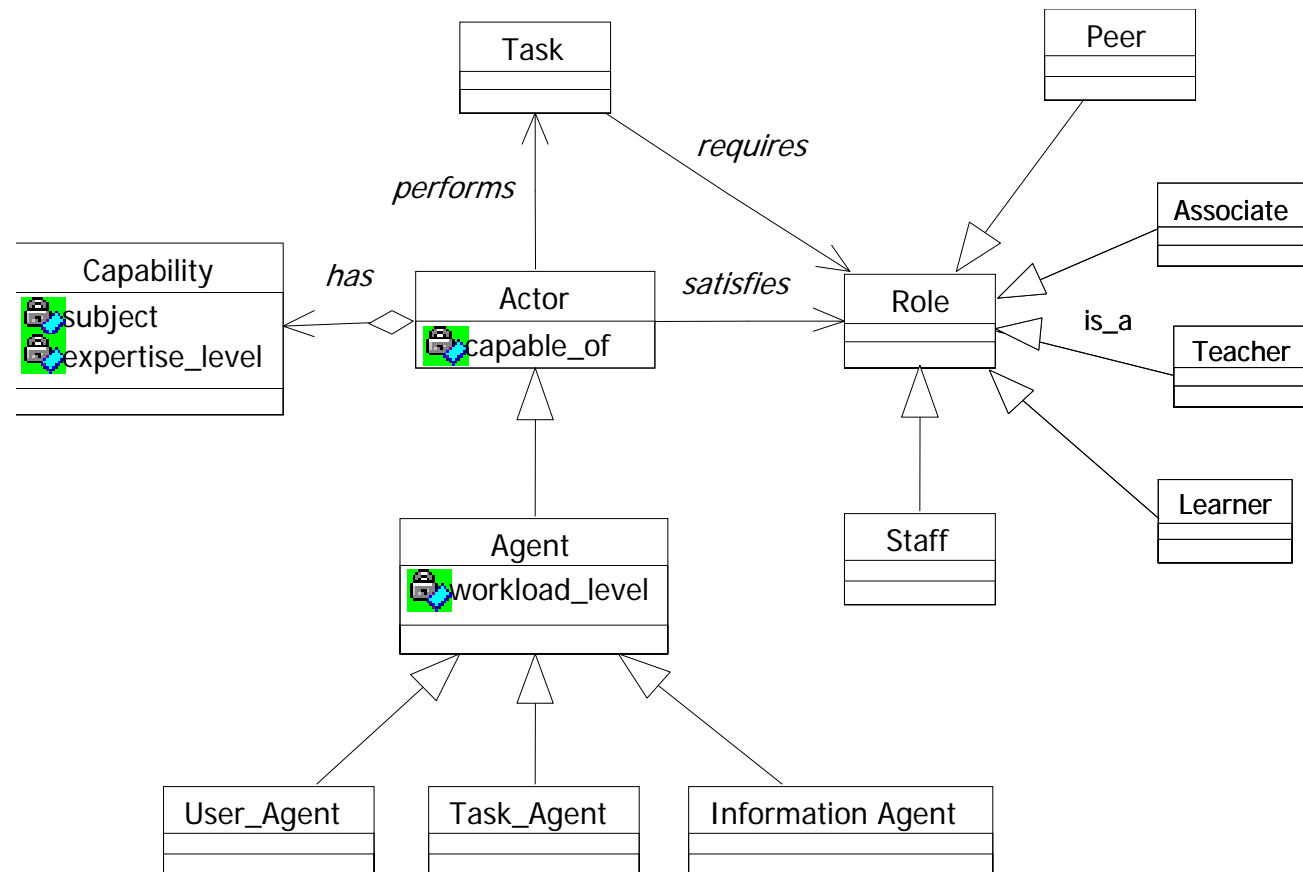 Task
Peer
requires
performs
Associate
Capability
subject
expertise_level
has
Actor
capable_of
satisfies
Role
is_a
Teacher
Learner
Agent
workload_level
Staff
User_Agent
Task_Agent
Information Agent